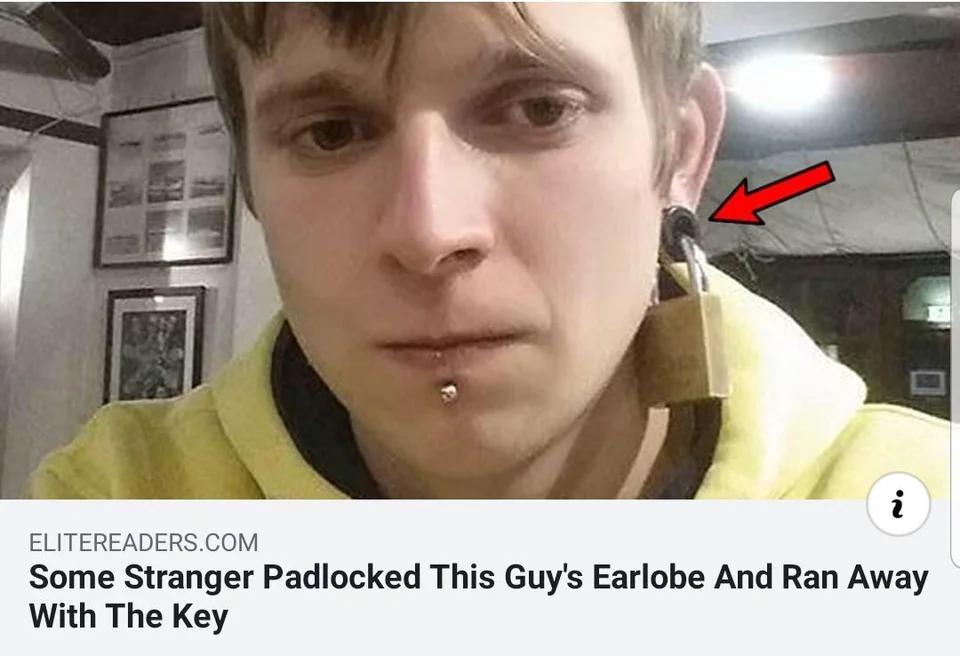 ELITEREADERS.COM
Some Stranger Padlocked This Guy's Earlobe And Ran Away
With The Key
i